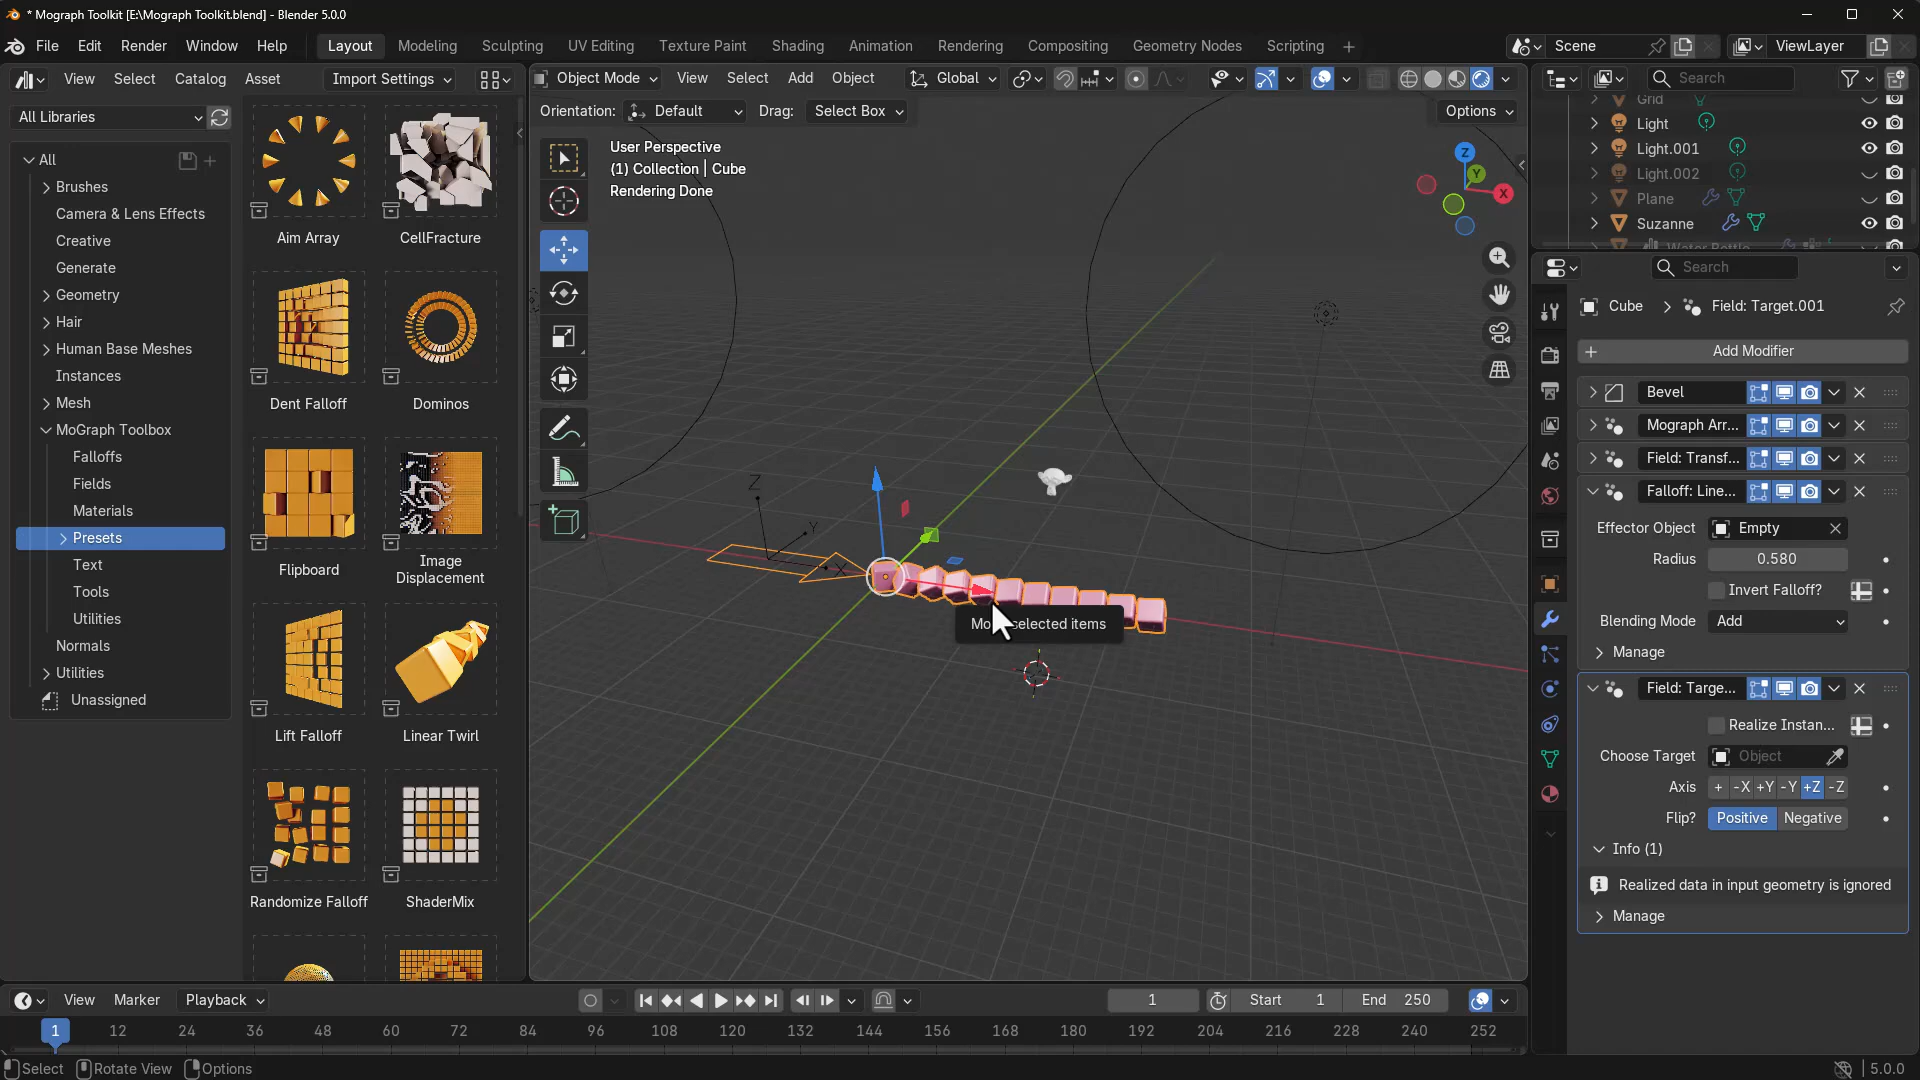 * Mograph Toolkit [E:\Mograph Toolkit.blend] - Blender 5.0.0
File Edit Render Window Help Layout Modeling Sculpting UV Editing Texture Paint Shading Animation Rendering Compositing Geometry Nodes Scripting + Scene ViewLayer
View Select Catalog Asset Import Settings
Object Mode View Select Add Object Global
Search
Orientation: Default Drag: Select Box Options
All Libraries
All
Brushes
Camera & Lens Effects
Creative
Generate
Geometry
Hair
Human Base Meshes
Instances
Mesh
MoGraph Toolbox
Falloffs
Fields
Materials
Presets
Text
Tools
Utilities
Normals
Utilities
Unassigned
Aim Array
CellFracture
Dent Falloff
Dominos
Flipboard
Image
Displacement
Lift Falloff
Linear Twirl
Randomize Falloff
ShaderMix
User Perspective
(1) Collection | Cube
Rendering Done
Z
Y
X
Z
Y
X
Mo selected items
Grid
Light
Light.001
Light.002
Plane
Suzanne
Water Bottle
Search
Cube > Field: Target.001
+ Add Modifier
Bevel
Mograph Arr...
Field: Transf...
Falloff: Line...
Effector Object Empty
Radius 0.580
Invert Falloff?
Blending Mode Add
Manage
Field: Targe...
Realize Instan...
Choose Target Object
Axis + -X +Y -Y +Z -Z
Flip? Positive Negative
Info (1)
Realized data in input geometry is ignored
Manage
View Marker Playback 1 Start 1 End 250
1 12 24 36 48 60 72 84 96 108 120 132 144 156 168 180 192 204 216 228 240 252
Select Rotate View Options 5.0.0